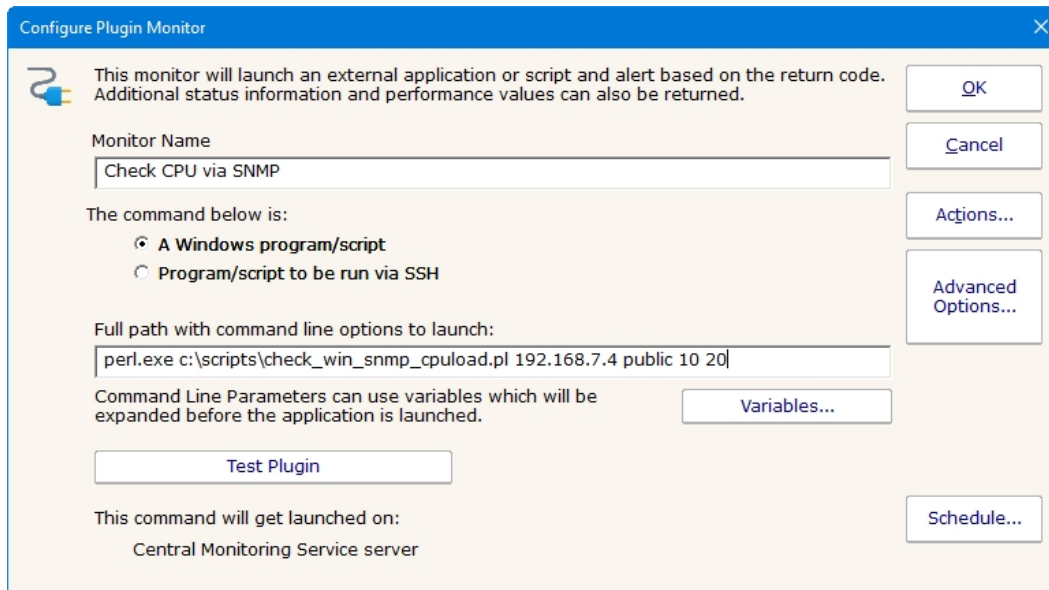 Configure Plugin Monitor
This monitor will launch an external application or script and alert based on the return code.
Additional status information and performance values can also be returned.
OK
Monitor Name
Cancel
Check CPU via SNMP
The command below is:
Actions...
A Windows program/script
Program/script to be run via SSH
Advanced
Options...
Full path with command line options to launch:
perl.exe c:\scripts\check_win_snmp_cpuload.pl 192.168.7.4 public 10 20
Command Line Parameters can use variables which will be
expanded before the application is launched.
Variables...
Test Plugin
This command will get launched on:
Schedule...
Central Monitoring Service server